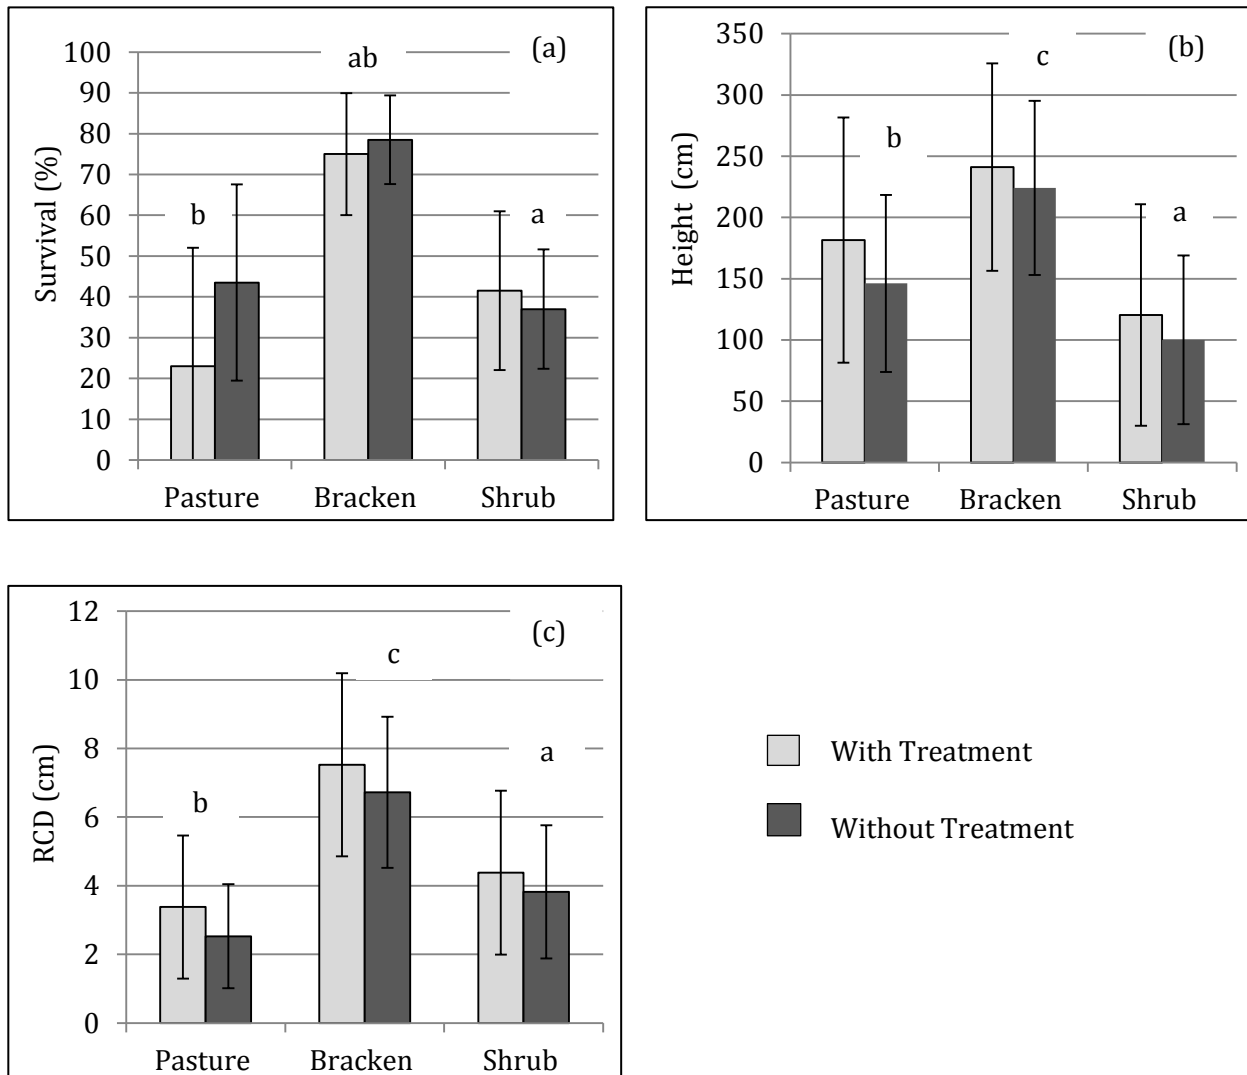 (a)
100
90
80
70
60
50
40
30
20
10
0
Survival (%)
b
ab
a
Pasture Bracken Shrub
(b)
350
300
250
200
150
100
50
0
Height (cm)
b
c
a
Pasture Bracken Shrub
(c)
12
10
8
6
4
2
0
RCD (cm)
b
c
a
Pasture Bracken Shrub
With Treatment
Without Treatment